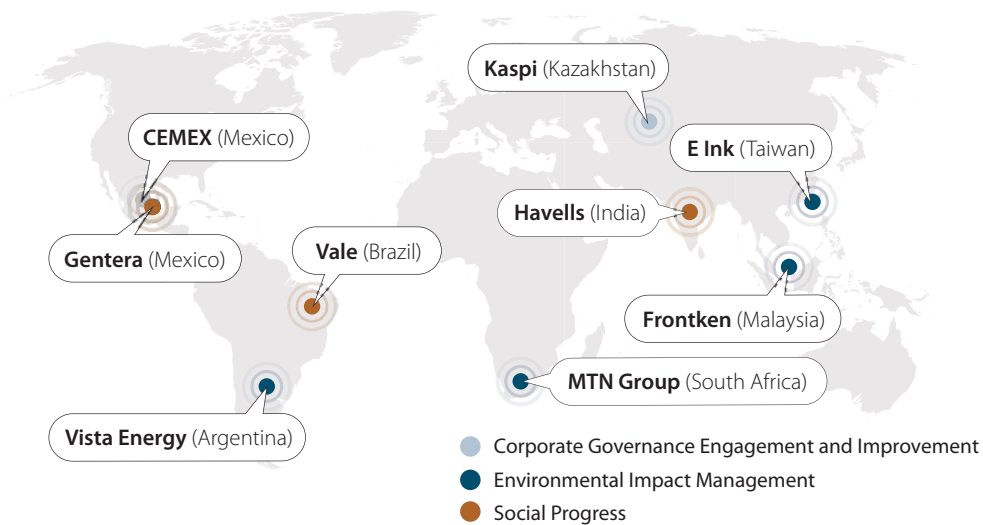 Kaspi (Kazakhstan)
CEMEX (Mexico)
E Ink (Taiwan)
Havells (India)
Gentera (Mexico)
Vale (Brazil)
Frontken (Malaysia)
MTN Group (South Africa)
Vista Energy (Argentina)
Corporate Governance Engagement and Improvement
Environmental Impact Management
Social Progress